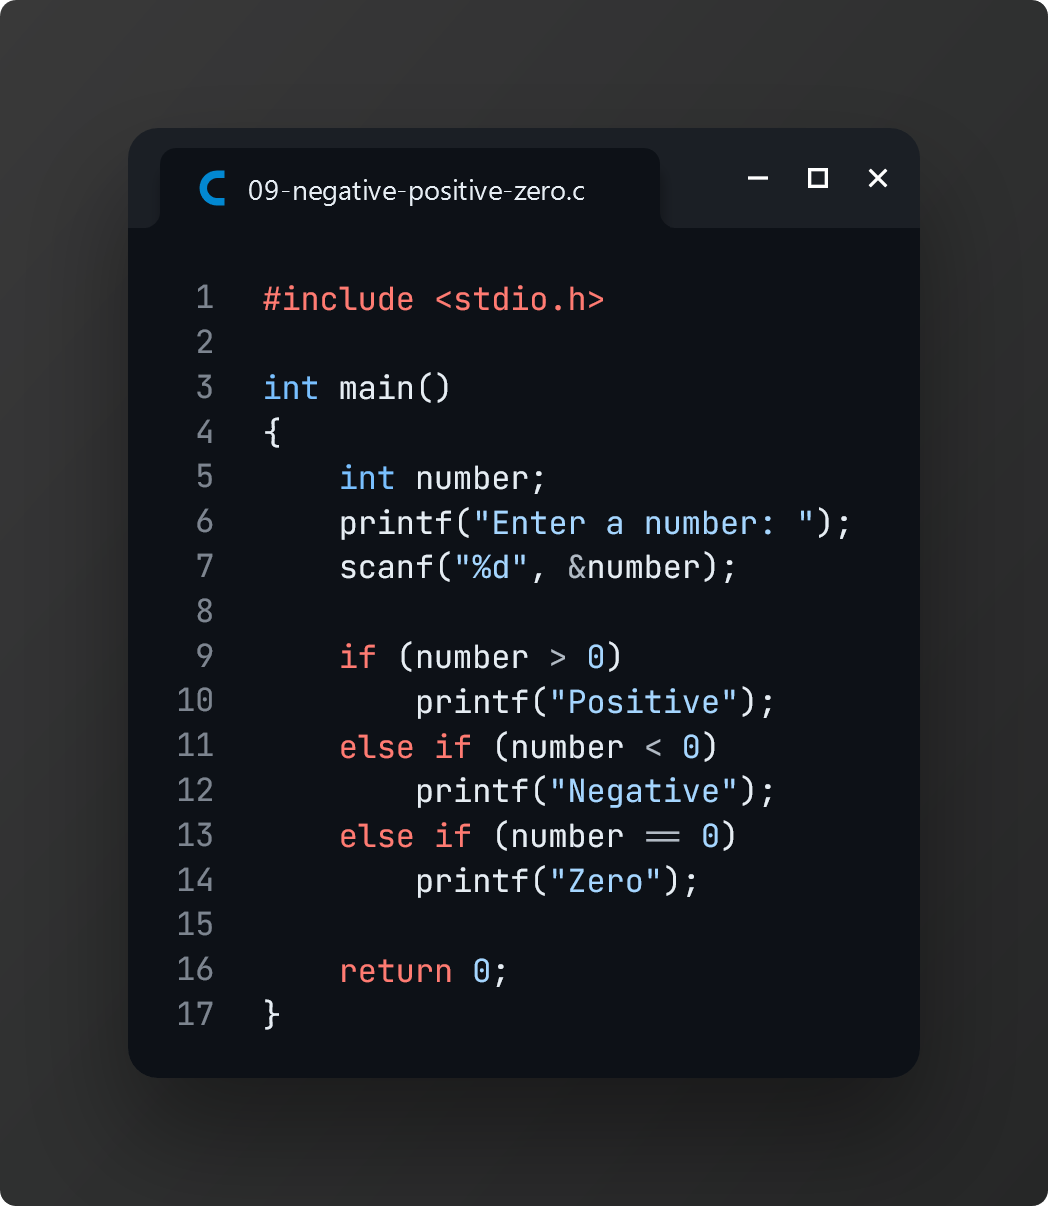 09-negative-positive-zero.c
1 #include <stdio.h>
2
3 int main()
4 {
5     int number;
6     printf("Enter a number: ");
7     scanf("%d", &number);
8
9     if (number > 0)
10         printf("Positive");
11     else if (number < 0)
12         printf("Negative");
13     else if (number == 0)
14         printf("Zero");
15
16     return 0;
17 }